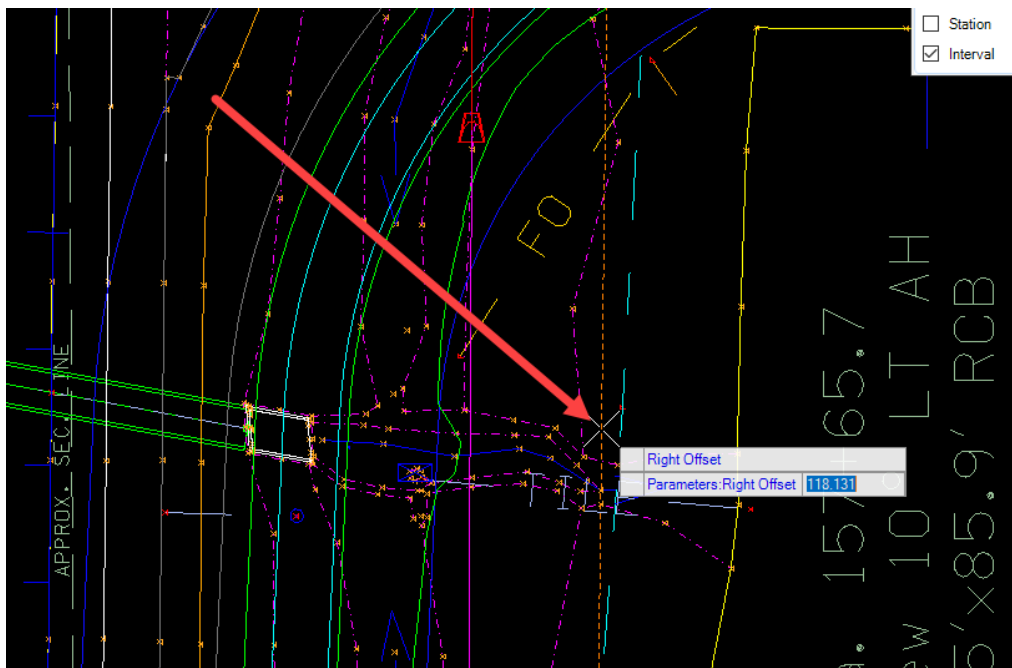 Station
Interval
FO
APPROX. SEC. LINE
Right Offset
Parameters:Right Offset 118.131
TILL
65.7
10 LT AH
RCB